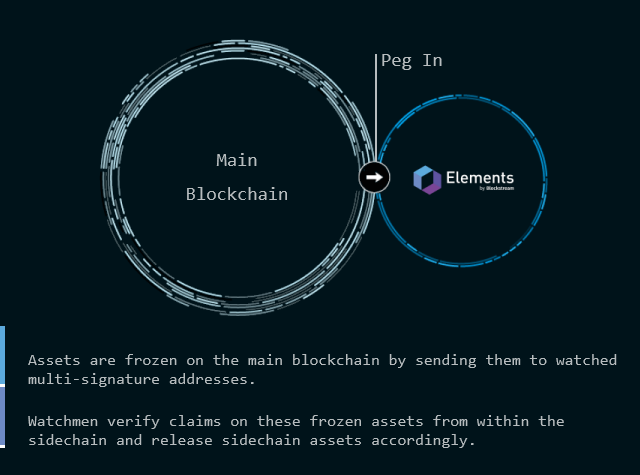 Peg In
Main
Blockchain
Elements
by Blockstream
Assets are frozen on the main blockchain by sending them to watched
multi-signature addresses.
Watchmen verify claims on these frozen assets from within the
sidechain and release sidechain assets accordingly.